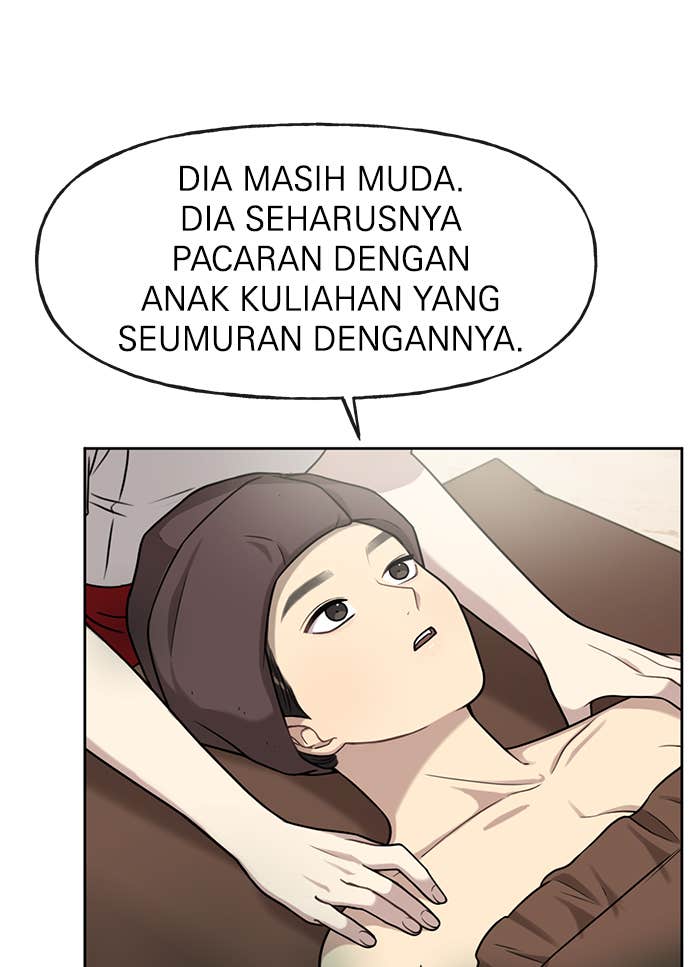 DIA MASIH MUDA.
DIA SEHARUSNYA
PACARAN DENGAN
ANAK KULIAHAN YANG
SEUMURAN DENGANNYA.